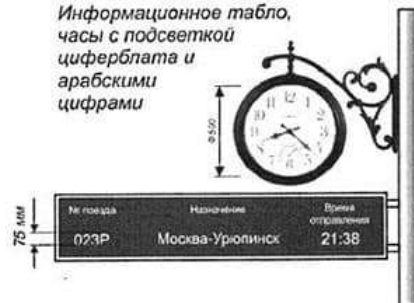 Информационное табло,
часы с подсветкой
циферблата и
арабскими
цифрами
Ф500
№ поезда Назначение Время отправления
023Р Москва-Урюпинск 21:38
75 мм